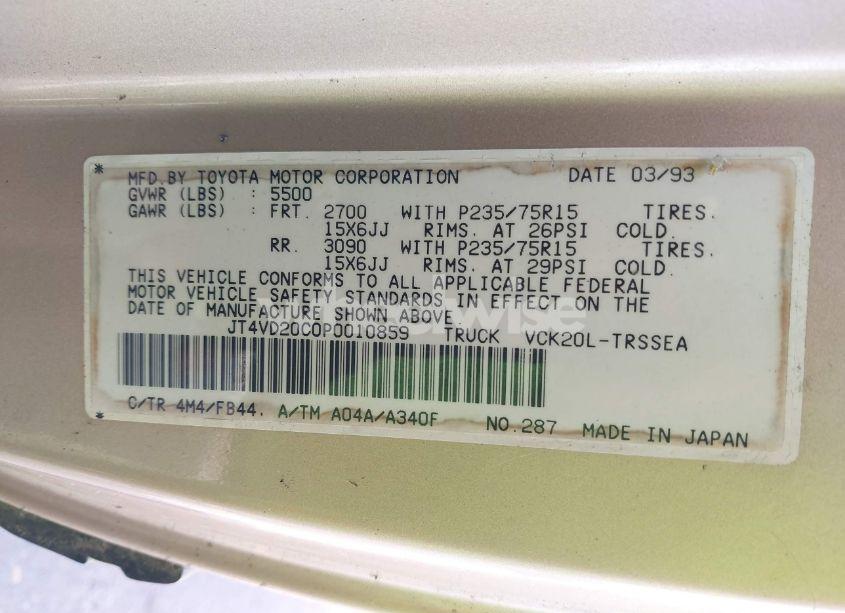 * MFD.BY TOYOTA MOTOR CORPORATION DATE 03/93
GVWR (LBS) : 5500
GAWR (LBS) : FRT. 2700 WITH P235/75R15 TIRES.
15X6JJ RIMS. AT 26PSI COLD.
RR. 3090 WITH P235/75R15 TIRES.
15X6JJ RIMS. AT 29PSI COLD.
THIS VEHICLE CONFORMS TO ALL APPLICABLE FEDERAL
MOTOR VEHICLE SAFETY STANDARDS IN EFFECT ON THE
DATE OF MANUFACTURE SHOWN ABOVE.
JT4VD20C0P0010859 TRUCK VCK20L-TRSSEA
* C/TR 4M4/FB44. A/TM A04A/A340F NO.287 MADE IN JAPAN